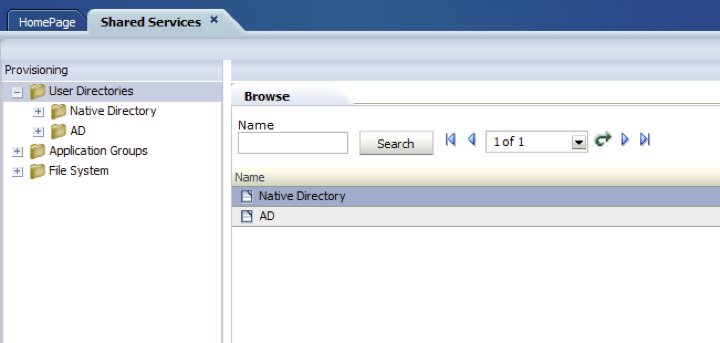 HomePage
Shared Services ×
Provisioning
User Directories
Native Directory
AD
Application Groups
File System
Browse
Name
Search
1 of 1
Name
Native Directory
AD